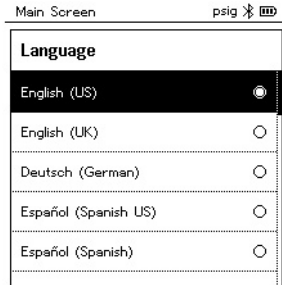 Main Screen psig
Language
English (US)
English (UK)
Deutsch (German)
Español (Spanish US)
Español (Spanish)